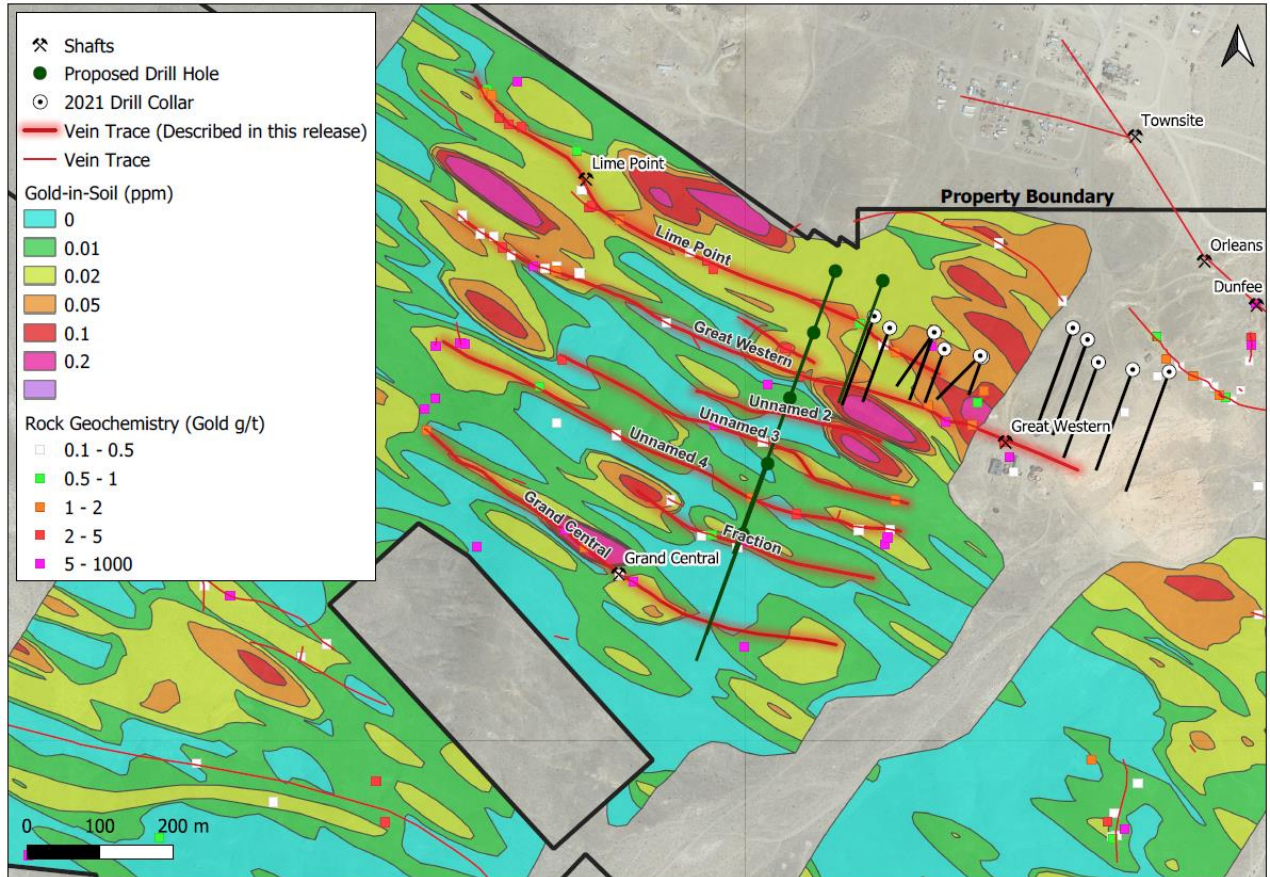 Shafts
Proposed Drill Hole
2021 Drill Collar
Vein Trace (Described in this release)
Vein Trace
Gold-in-Soil (ppm)
0
0.01
0.02
0.05
0.1
0.2
Rock Geochemistry (Gold g/t)
0.1 - 0.5
0.5 - 1
1 - 2
2 - 5
5 - 1000
0 100 200 m
Townsite
Lime Point
Property Boundary
Orleans
Dunfee
Lime Point
Great Western
Unnamed 2
Unnamed 3
Great Western
Unnamed 4
Grand Central
Fraction
Grand Central